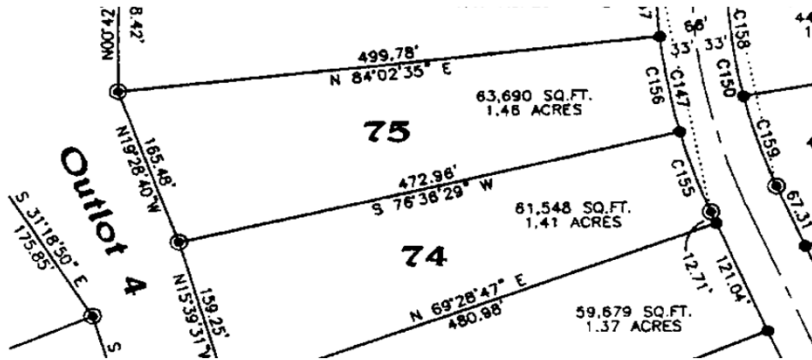 N00°42'
8.42'
499.78'
N 84°02'35" E
C156
C147
66'
33' 33'
C158
C150
C159
67.31
63,690 SQ.FT.
1.46 ACRES
75
N19°28'40"W
165.48'
Outlot 4
S 31°18'50" E
175.85'
472.96'
S 76°36'29" W
C155
61,548 SQ.FT.
1.41 ACRES
74
N15°39'31"W
159.25'
N 69°28'47" E
480.98'
12.71'
121.04'
59,679 SQ.FT.
1.37 ACRES
S